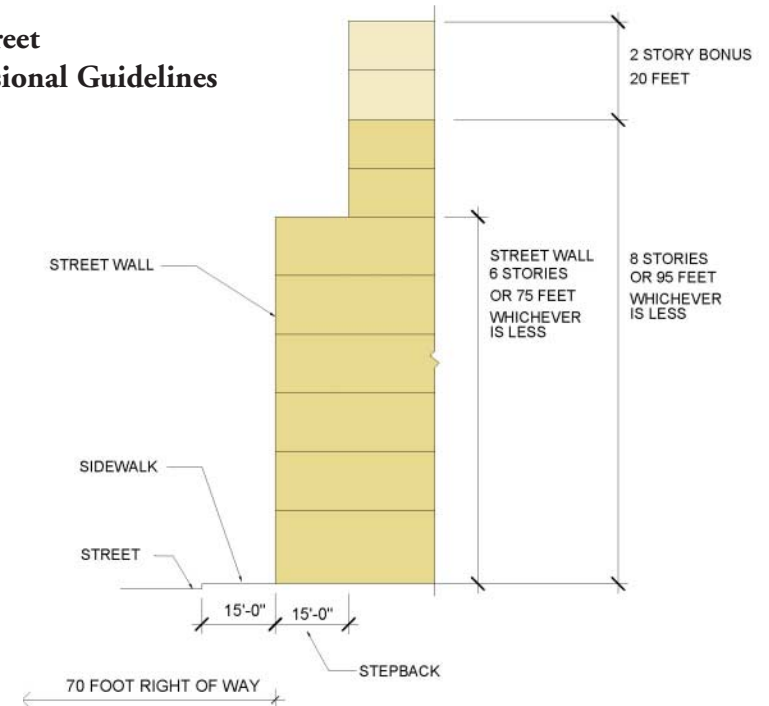 reet
sional Guidelines
2 STORY BONUS
20 FEET
STREET WALL
STREET WALL
6 STORIES
OR 75 FEET
WHICHEVER
IS LESS
8 STORIES
OR 95 FEET
WHICHEVER
IS LESS
SIDEWALK
STREET
15'-0"
15'-0"
STEPBACK
70 FOOT RIGHT OF WAY